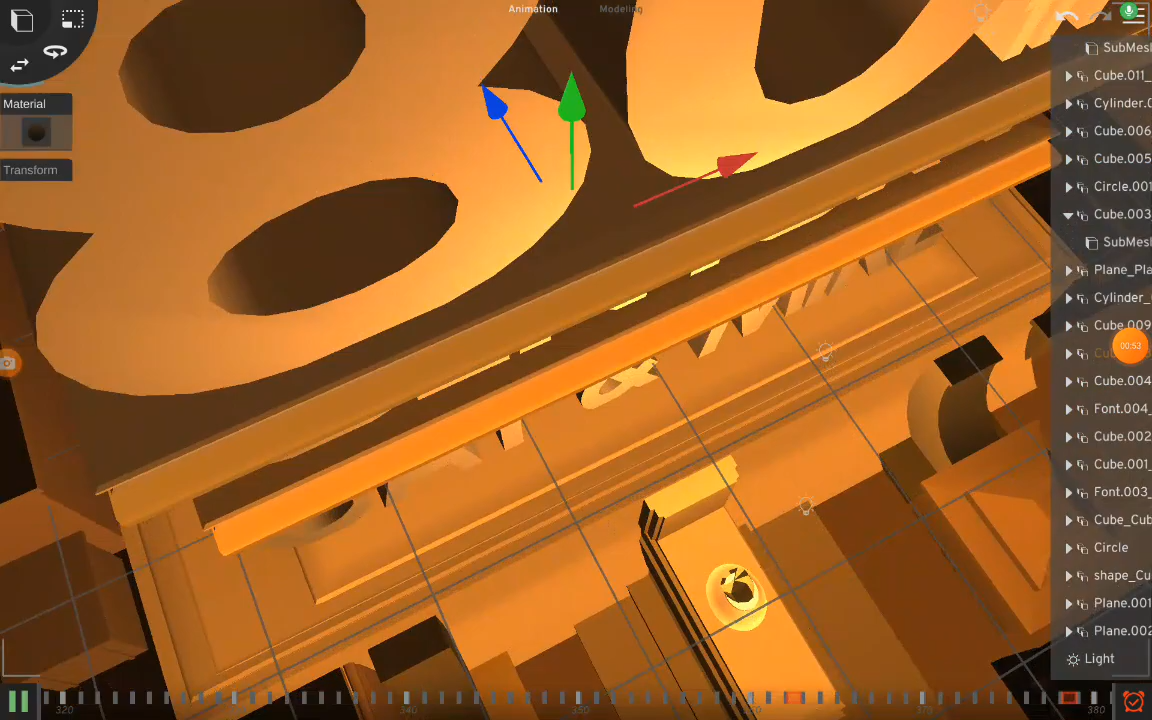 Animation Modeling
Material
Transform
SubMesh
Cube.011_
Cylinder.0
Cube.006
Cube.005
Circle.001
Cube.003
SubMesh
Plane_Pla
Cylinder_
Cube.009
00:53
Cube.004
Font.004_
Cube.002
Cube.001_
Font.003_
Cube_Cub
Circle
shape_Cu
Plane.001
Plane.002
Light
320 340 350 380